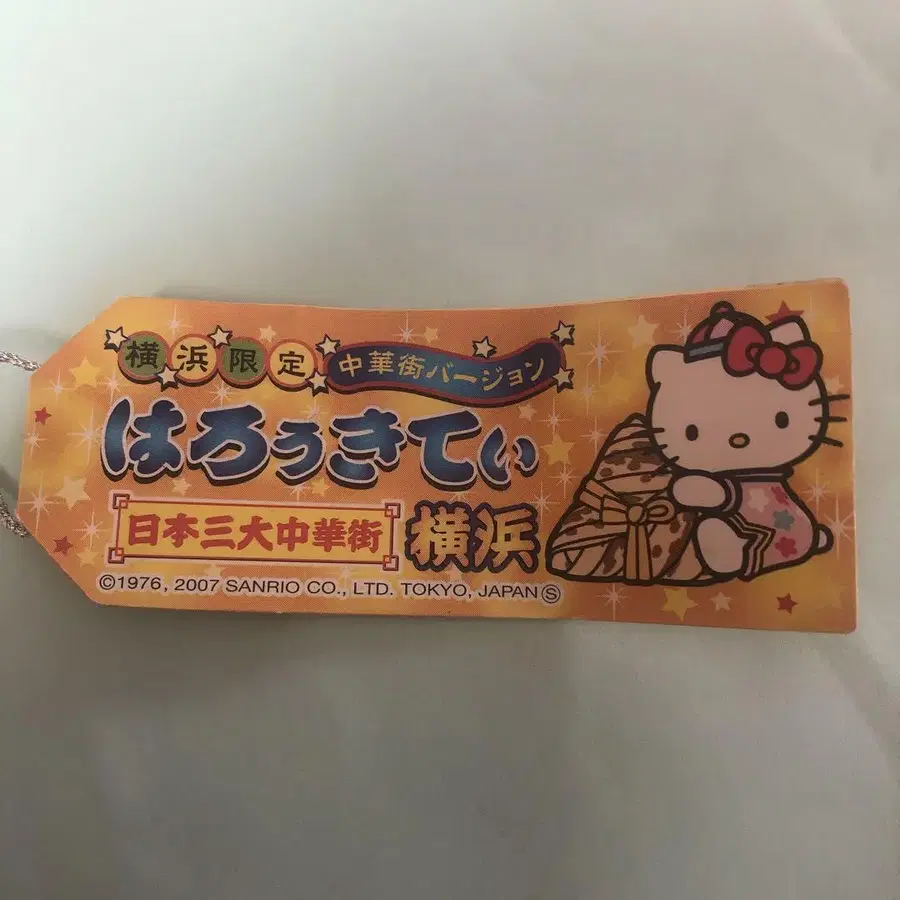 横浜限定 中華街バージョン
はろうきてぃ
日本三大中華街 横浜
©1976, 2007 SANRIO CO., LTD. TOKYO, JAPAN Ⓢ